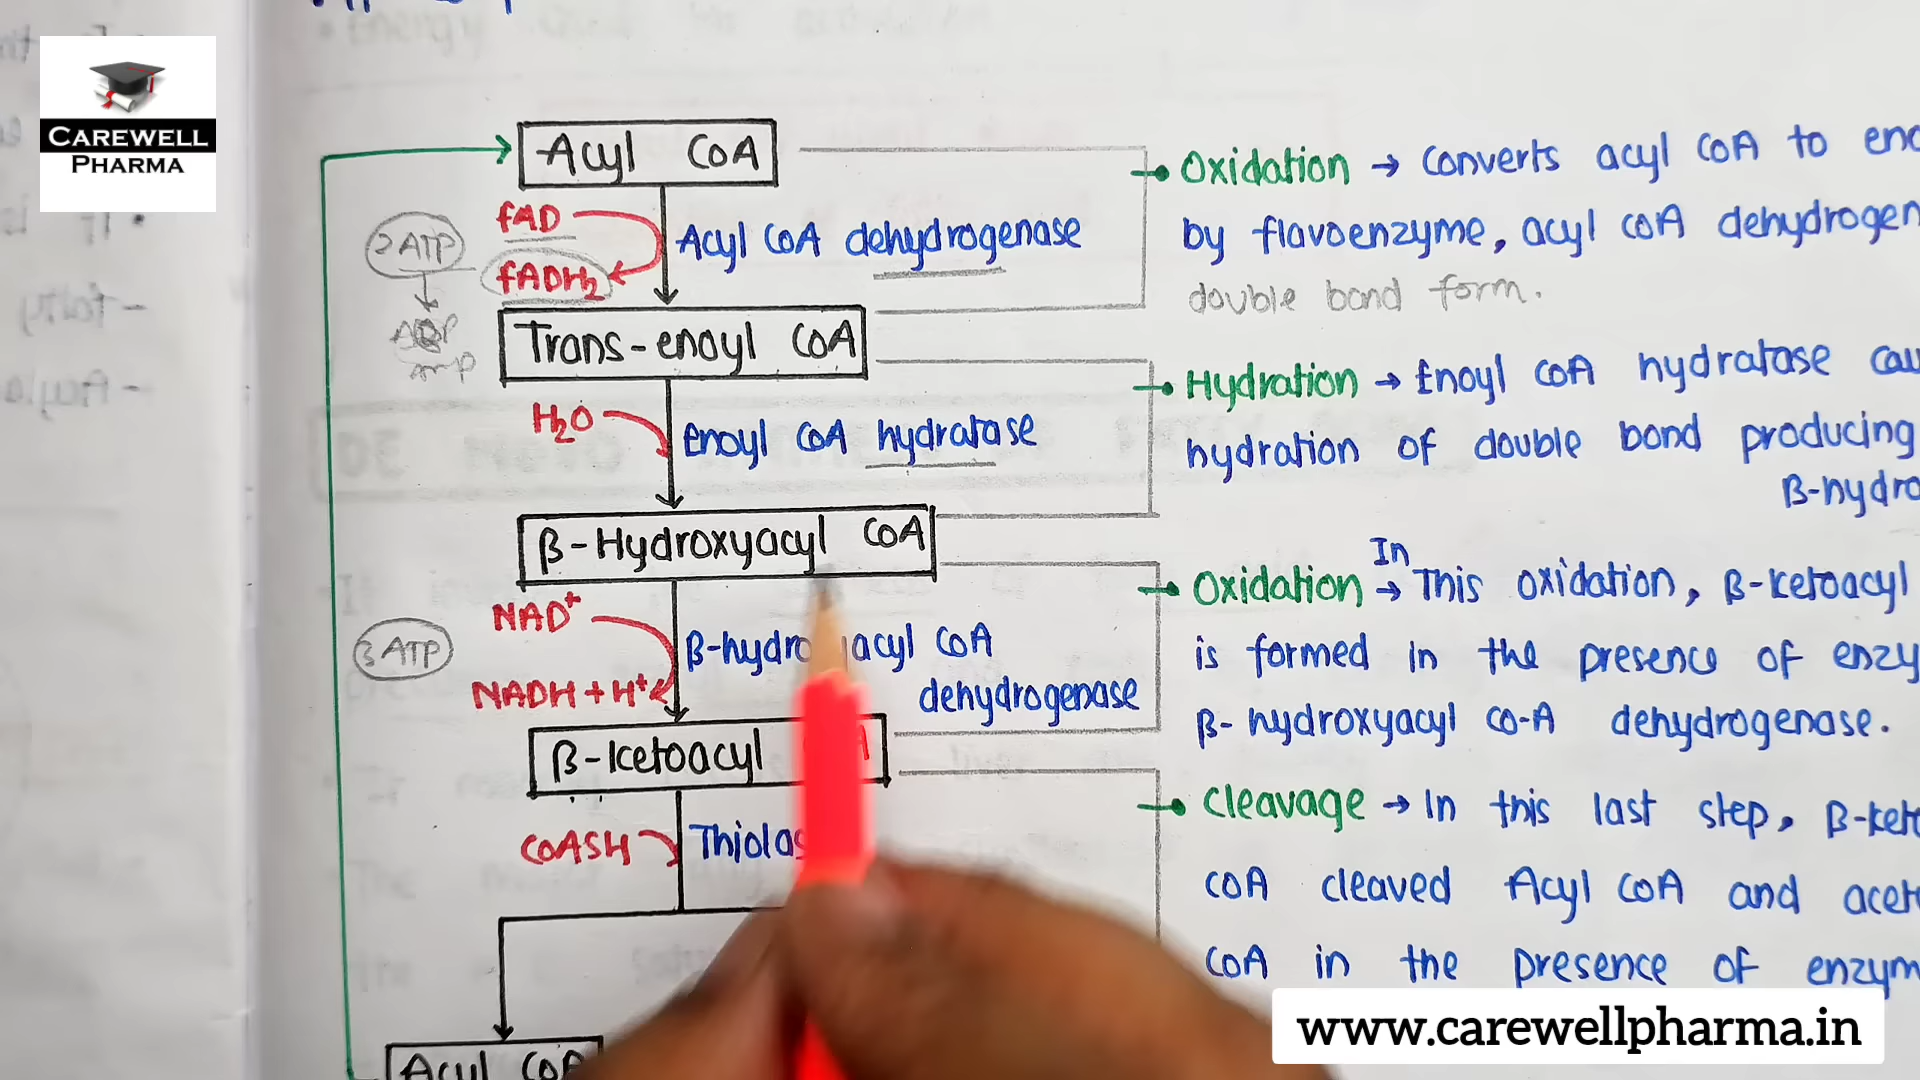 CAREWELL
PHARMA
Acyl CoA
FAD
2 ATP
Acyl CoA dehydrogenase
FADH2
Trans-enoyl CoA
H2O
Enoyl CoA hydratase
β-Hydroxyacyl CoA
NAD+
3 ATP
CoA
NADH + H+
dehydrogenase
β-Ketoacyl
CoASH
Acyl CoA
Oxidation → converts acyl CoA to
by flavoenzyme, acyl CoA
double bond form.
Hydration → Enoyl CoA hydratase
hydration of double bond producing
In
Oxidation → This oxidation, β-ketoacyl
is formed in the presence of
β- hydroxyacyl Co-A dehydrogenase.
Cleavage → In this last step,
CoA cleaved Acyl CoA and
CoA in the presence of
www.carewellpharma.in